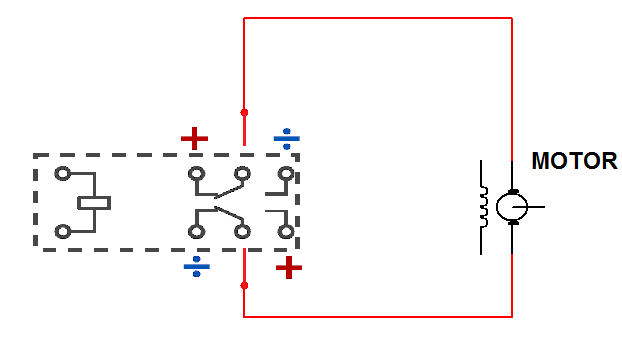 + ÷
MOTOR
÷ +